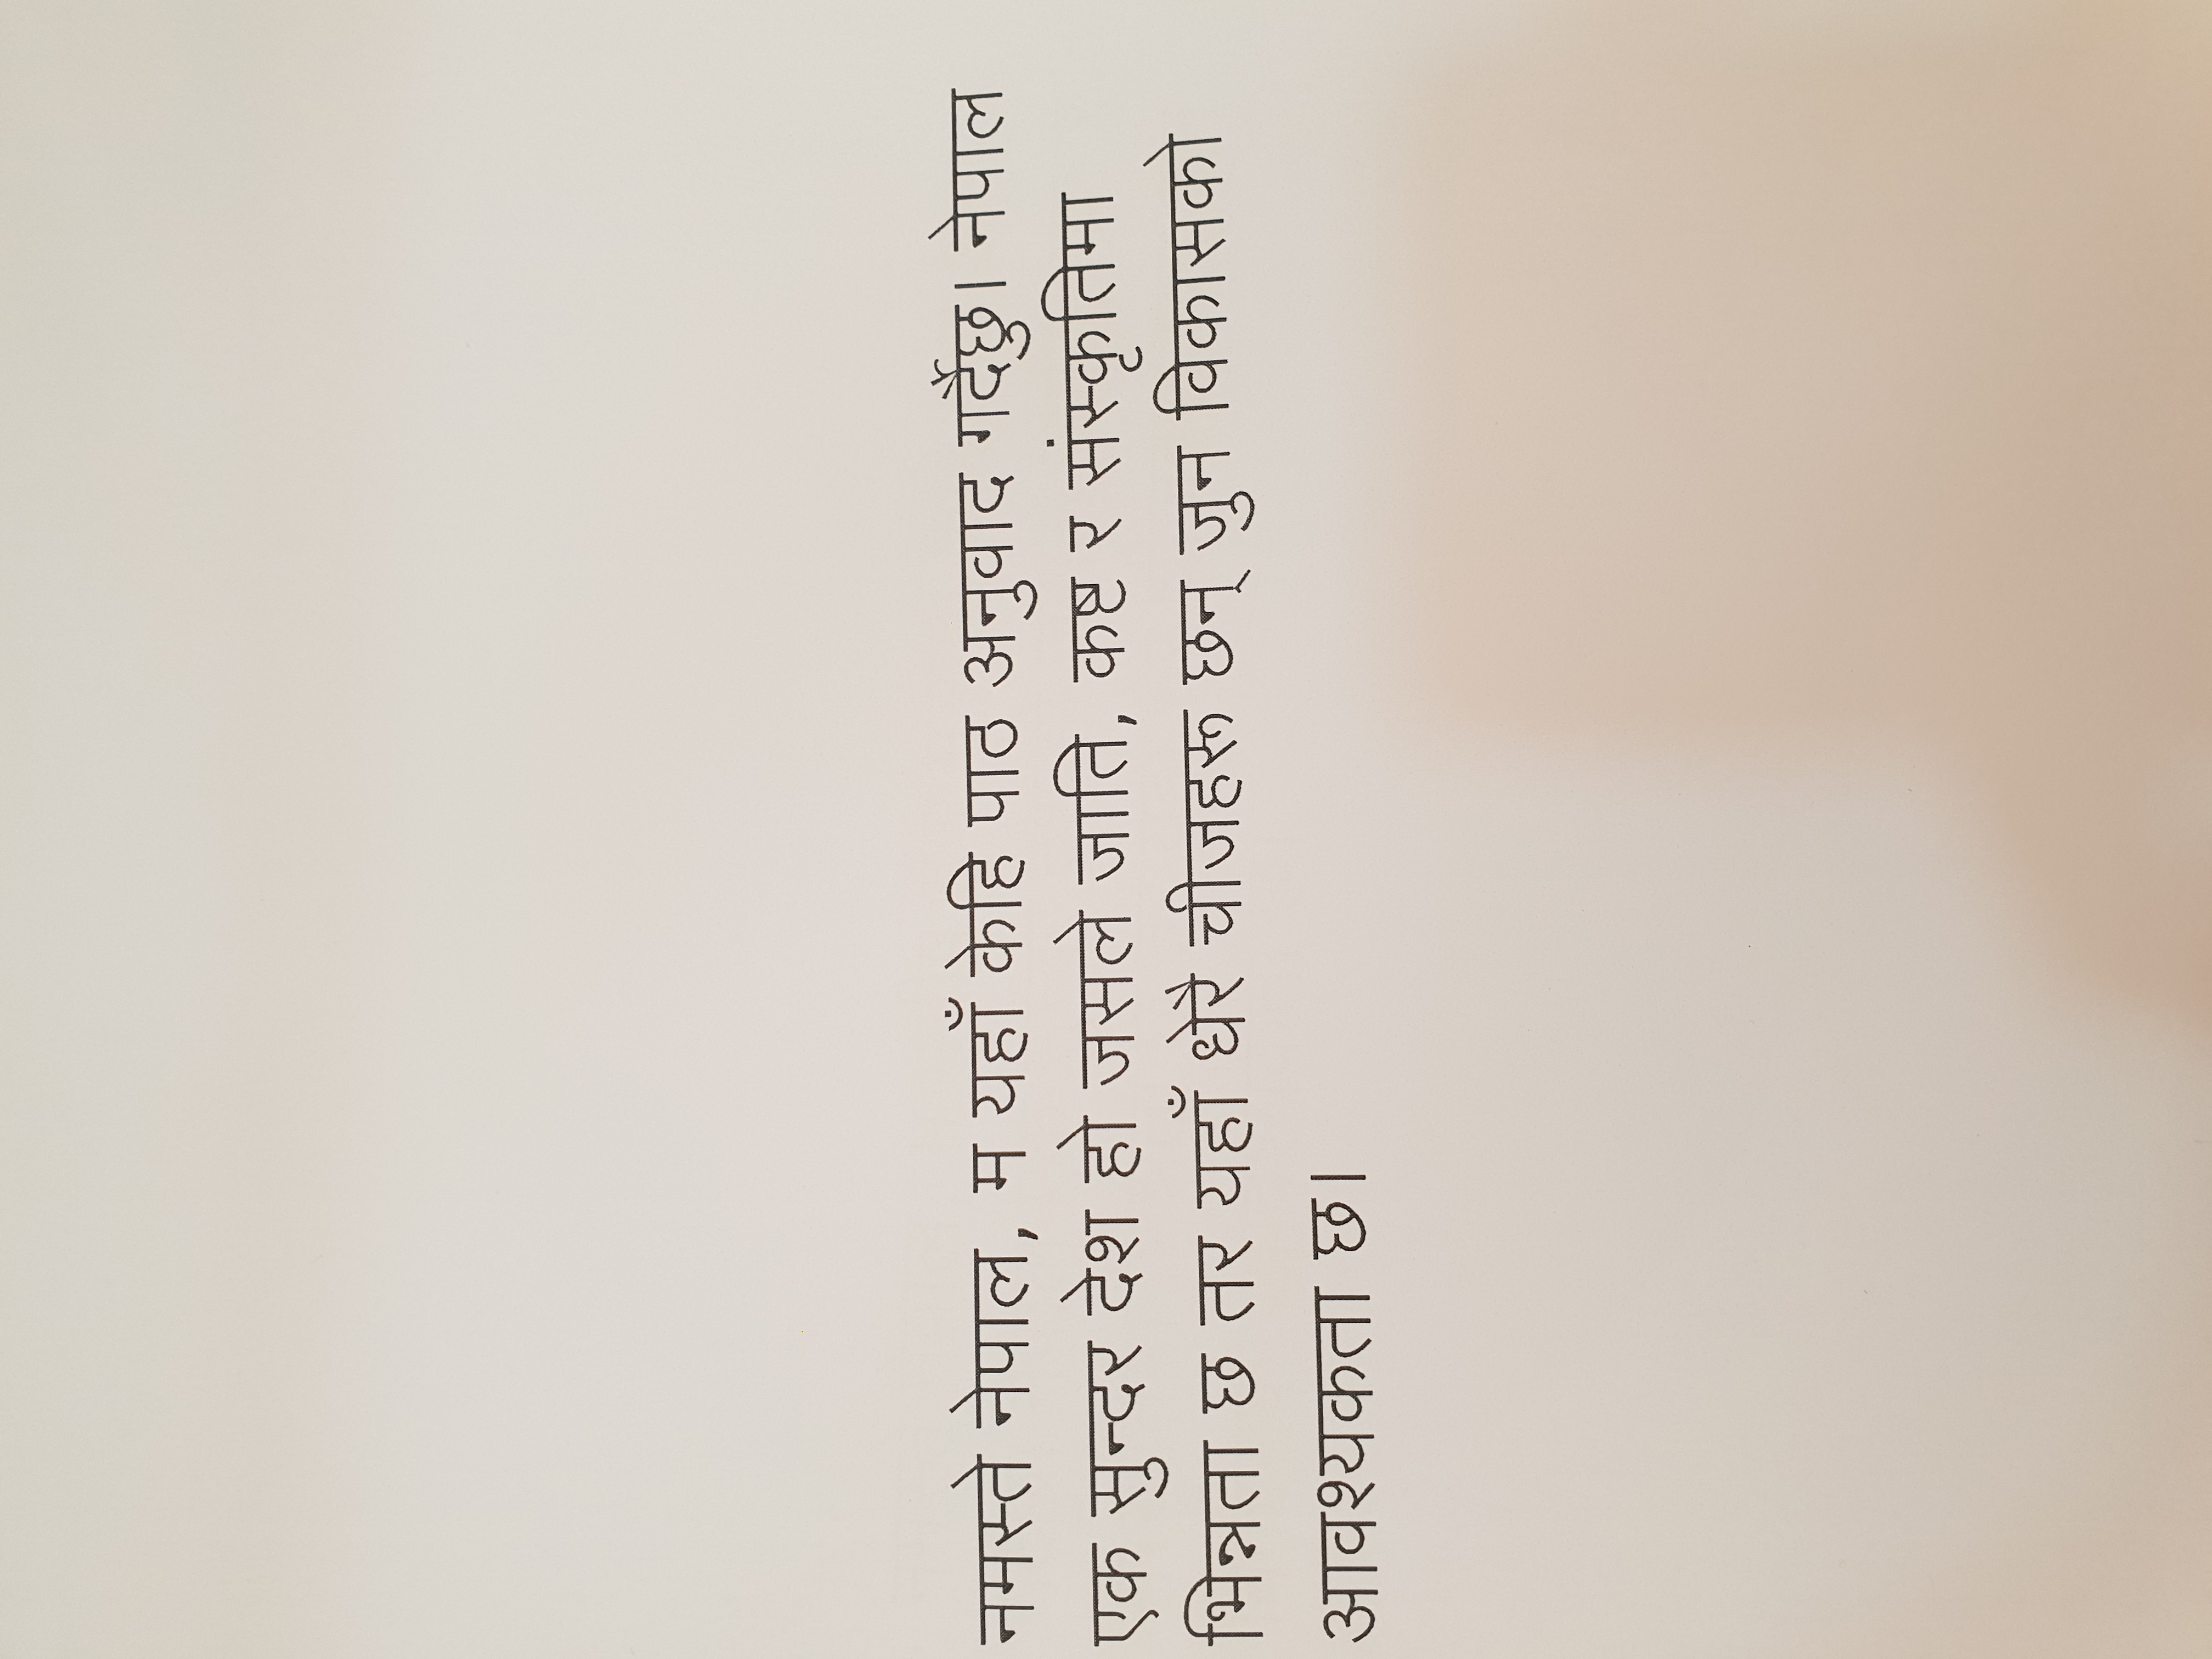 नमस्ते नेपाल, म यहाँ केहि पाठ अनुवाद गर्दैछु। नेपाल
एक सुन्दर देश हो जसले जाति, कष्ट र संस्कृतिमा
भिन्नता छ तर यहाँ धेरै चीजहरू छन् जुन विकासको
आवश्यकता छ।